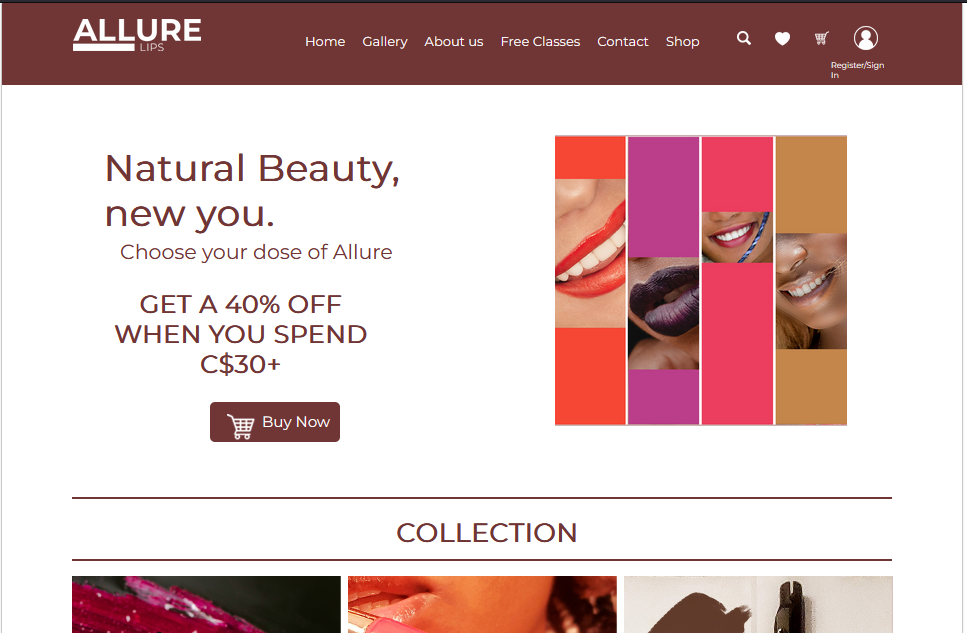 ALLURE
LIPS
Home Gallery About us Free Classes Contact Shop
Register/Sign
In
Natural Beauty,
new you.
Choose your dose of Allure
GET A 40% OFF
WHEN YOU SPEND
C$30+
Buy Now
COLLECTION